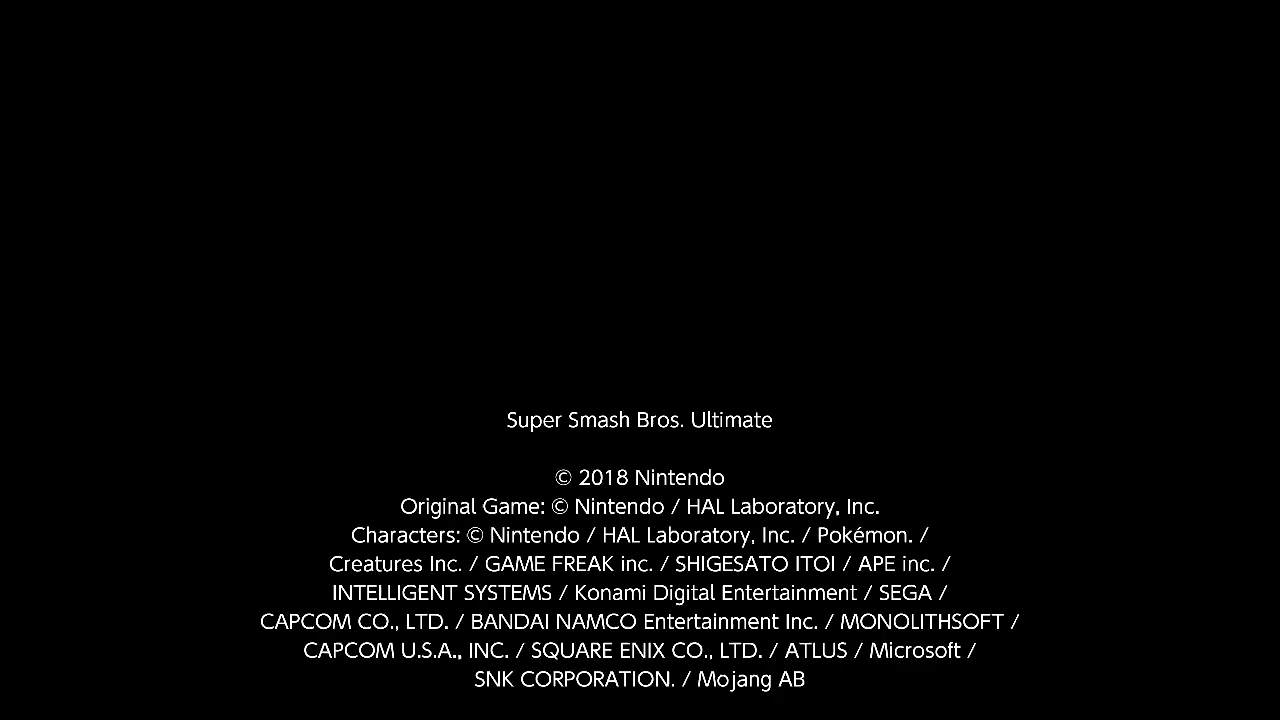 Super Smash Bros. Ultimate
© 2018 Nintendo
Original Game: © Nintendo / HAL Laboratory, Inc.
Characters: © Nintendo / HAL Laboratory, Inc. / Pokémon. /
Creatures Inc. / GAME FREAK inc. / SHIGESATO ITOI / APE inc. /
INTELLIGENT SYSTEMS / Konami Digital Entertainment / SEGA /
CAPCOM CO., LTD. / BANDAI NAMCO Entertainment Inc. / MONOLITHSOFT /
CAPCOM U.S.A., INC. / SQUARE ENIX CO., LTD. / ATLUS / Microsoft /
SNK CORPORATION. / Mojang AB